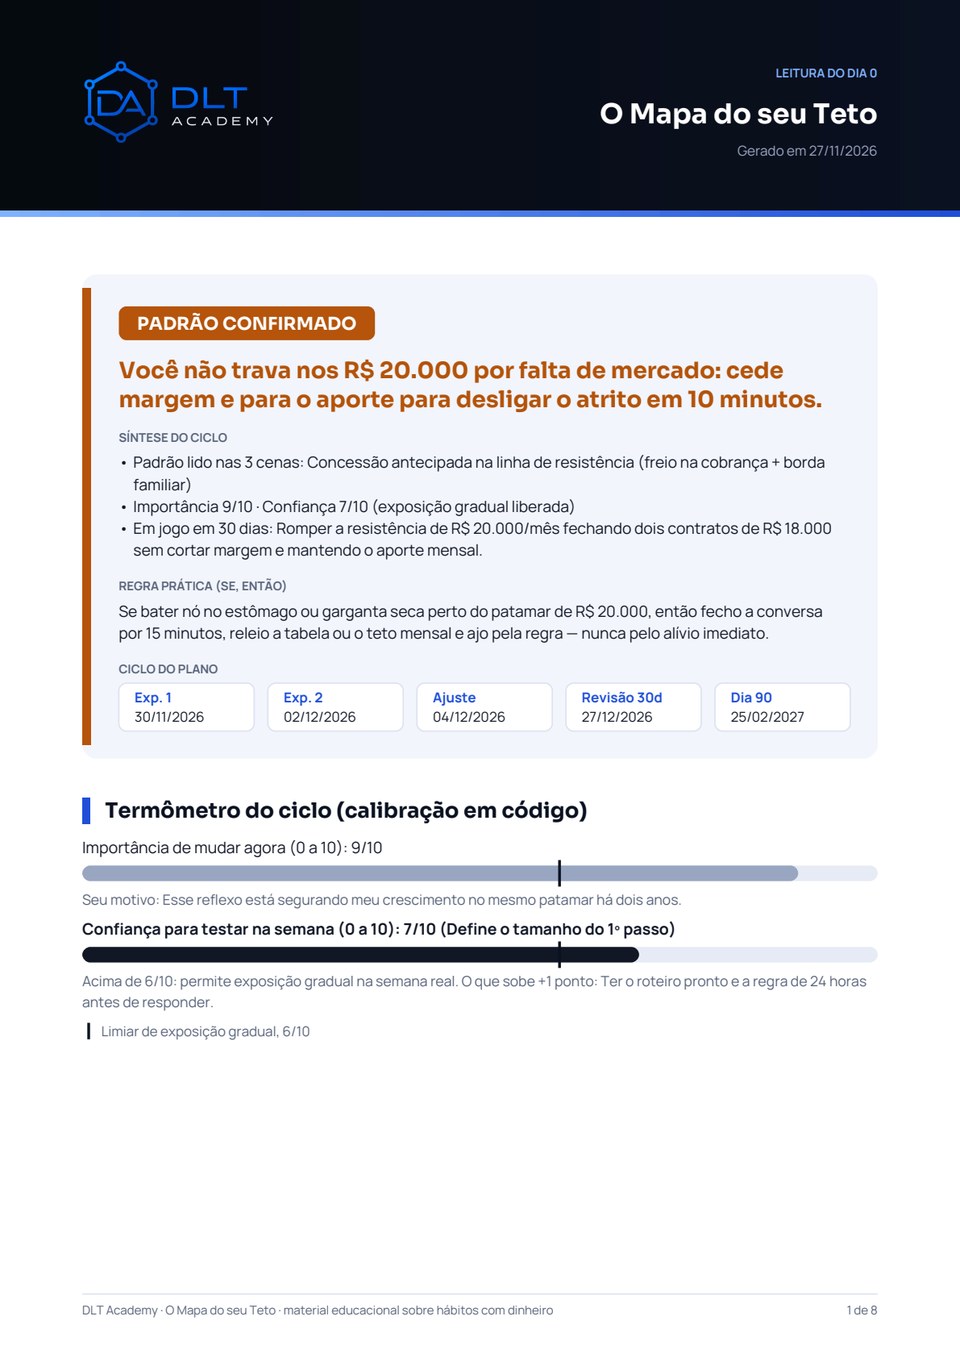 DA DLT
ACADEMY
LEITURA DO DIA 0
O Mapa do seu Teto
Gerado em 27/11/2026
PADRÃO CONFIRMADO
Você não trava nos R$ 20.000 por falta de mercado: cede
margem e para o aporte para desligar o atrito em 10 minutos.
SÍNTESE DO CICLO
• Padrão lido nas 3 cenas: Concessão antecipada na linha de resistência (freio na cobrança + borda
familiar)
• Importância 9/10 · Confiança 7/10 (exposição gradual liberada)
• Em jogo em 30 dias: Romper a resistência de R$ 20.000/mês fechando dois contratos de R$ 18.000
sem cortar margem e mantendo o aporte mensal.
REGRA PRÁTICA (SE, ENTÃO)
Se bater nó no estômago ou garganta seca perto do patamar de R$ 20.000, então fecho a conversa
por 15 minutos, releio a tabela ou o teto mensal e ajo pela regra — nunca pelo alívio imediato.
CICLO DO PLANO
Exp. 1
30/11/2026
Exp. 2
02/12/2026
Ajuste
04/12/2026
Revisão 30d
27/12/2026
Dia 90
25/02/2027
Termômetro do ciclo (calibração em código)
Importância de mudar agora (0 a 10): 9/10
Seu motivo: Esse reflexo está segurando meu crescimento no mesmo patamar há dois anos.
Confiança para testar na semana (0 a 10): 7/10 (Define o tamanho do 1º passo)
Acima de 6/10: permite exposição gradual na semana real. O que sobe +1 ponto: Ter o roteiro pronto e a regra de 24 horas
antes de responder.
Limiar de exposição gradual, 6/10
DLT Academy · O Mapa do seu Teto · material educacional sobre hábitos com dinheiro
1 de 8